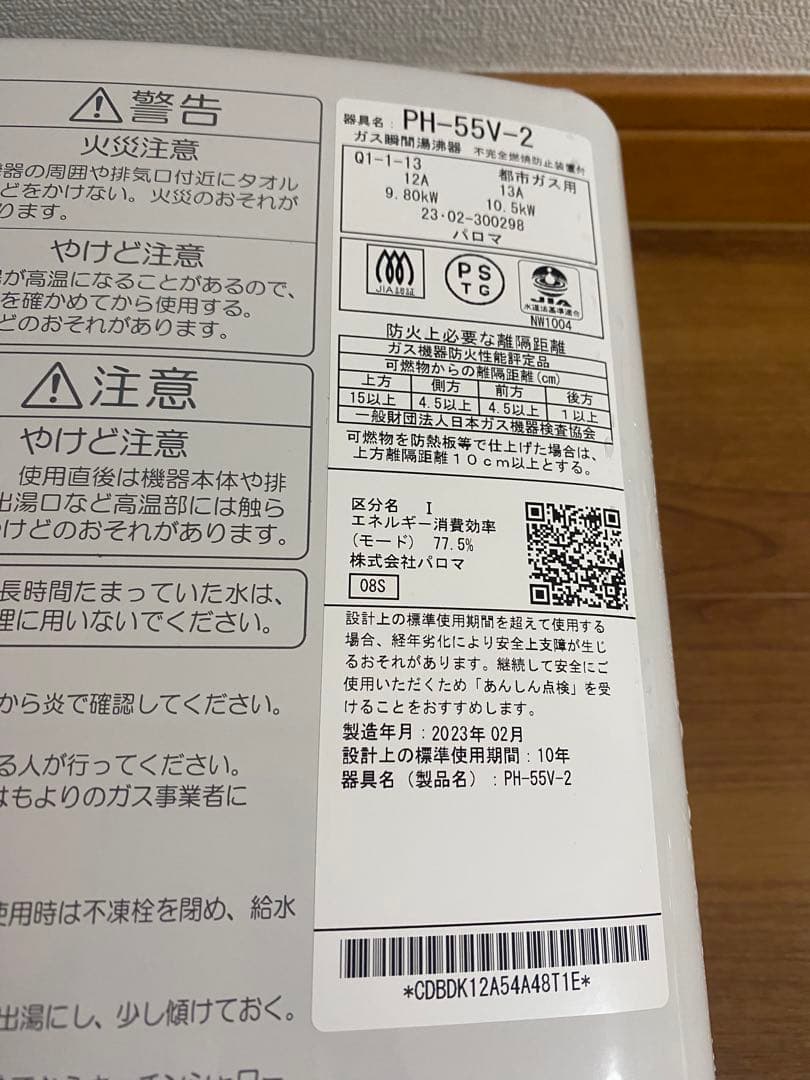 警告
火災注意
器の周囲や排気口付近にタオル
どをかけない。火災のおそれが
ります。
やけど注意
が高温になることがあるので、
を確かめてから使用する。
どのおそれがあります。
注意
やけど注意
使用直後は機器本体や排
出湯口など高温部には触ら
けどのおそれがあります。
長時間たまっていた水は、
理に用いないでください。
から炎で確認してください。
る人が行ってください。
はもよりのガス事業者に
使用時は不凍栓を閉め、給水
出湯にし、少し傾けておく。
器具名: PH-55V-2
ガス瞬間湯沸器 不完全燃焼防止装置付
Q1-1-13 都市ガス用
12A 13A
9.80kW 10.5kW
23・02-300298
パロマ
JIA認証
PS
TG
JIA
水道法基準適合
NW1004
防火上必要な離隔距離
ガス機器防火性能評定品
可燃物からの離隔距離(cm)
上方 側方 前方 後方
15以上 4.5以上 4.5以上 1以上
一般財団法人日本ガス機器検査協会
可燃物を防熱板等で仕上げた場合は、
上方離隔距離10cm以上とする。
区分名 I
エネルギー消費効率
(モード) 77.5%
株式会社パロマ
08S
設計上の標準使用期間を超えて使用する
場合、経年劣化により安全上支障が生じ
るおそれがあります。継続して安全にご
使用いただくため「あんしん点検」を受
けることをおすすめします。
製造年月:2023年02月
設計上の標準使用期間:10年
器具名(製品名):PH-55V-2
*CDBDK12A54A48T1E*